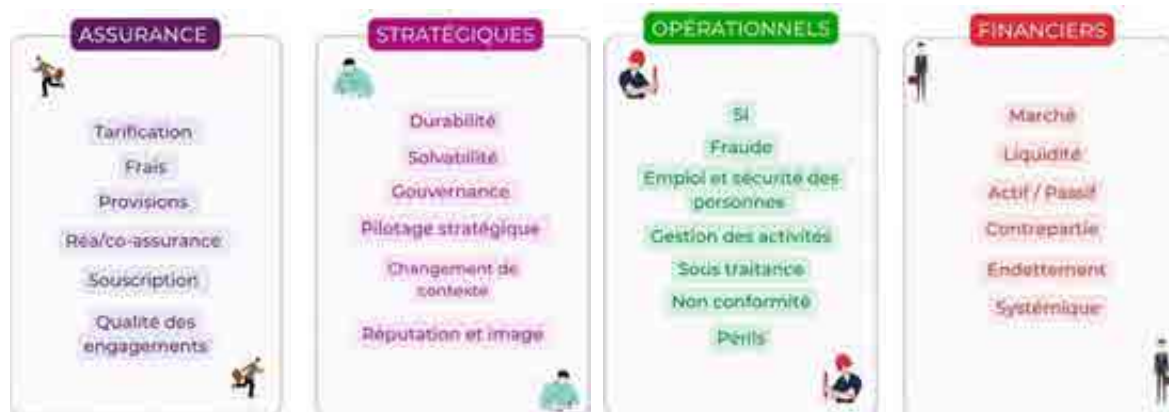 ASSURANCE
Tarification
Frais
Provisions
Réa/co-assurance
Souscription
Qualité des
engagements
STRATÉGIQUES
Durabilité
Solvabilité
Gouvernance
Pilotage stratégique
Changement de
contexte
Réputation et image
OPÉRATIONNELS
SI
Fraude
Emploi et sécurité des
personnes
Gestion des activités
Sous traitance
Non conformité
Périls
FINANCIERS
Marché
Liquidité
Actif / Passif
Contrepartie
Endettement
Systémique